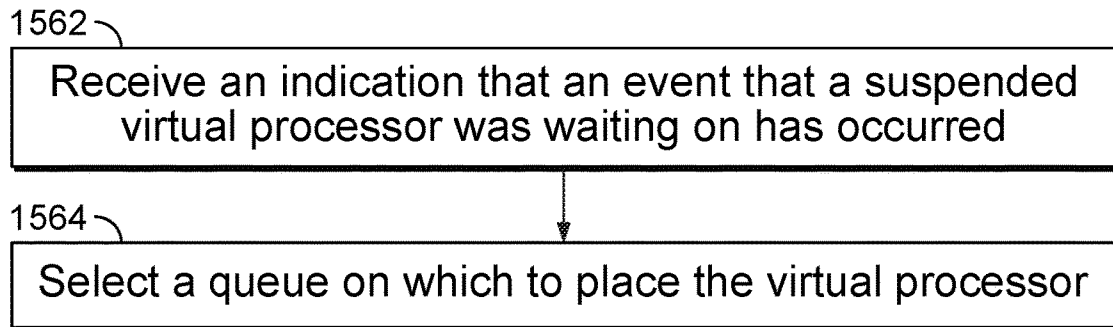 1562
Receive an indication that an event that a suspended
virtual processor was waiting on has occurred
1564
Select a queue on which to place the virtual processor